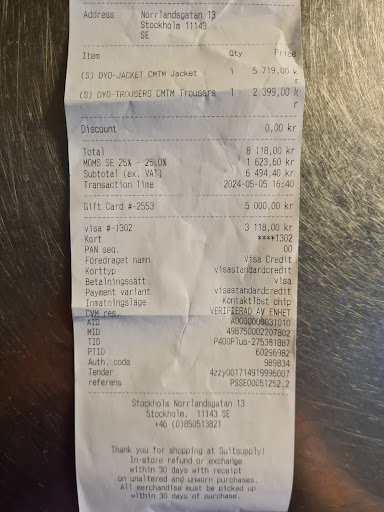 Address Norrlandsgatan 13
Stockholm 11143
SE
Item Qty Price
(S) DYO-JACKET CMTM Jacket 1 5 719,00 k
r
(S) DYO-TROUSERS CMTM Trousers 1 2 399,00 k
r
Discount 0,00 kr
Total 8 118,00 kr
MOMS SE 25% - 25,0% 1 623,60 kr
Subtotal (ex. VAT) 6 494,40 kr
Transaction Time 2024-05-05 16:40
Gift Card #-2553 5 000,00 kr
visa #-1302 3 118,00 kr
Kort ****1302
PAN seq. 00
Företaget namn Visa Credit
Korttyp visastandardcredit
Betalningssätt visa
Payment variant visastandardcredit
Inmatningsläge Kontaktlöst chip
CVM res. VERIFIERAD AV ENHET
AID A0000000031010
MID 498750002207802
TID P400Plus-275381887
PTID 60296982
Auth. code 989834
Tender 4zzy001714919996007
referens PSSE00051252.2
Stockholm Norrlandsgatan 13
Stockholm, 11143 SE
+46 (0)850513821
Thank you for shopping at Suitsupply!
In-store refund or exchange
within 30 days with receipt
on unaltered and unworn purchases.
All merchandise must be picked up
within 30 days of purchase.